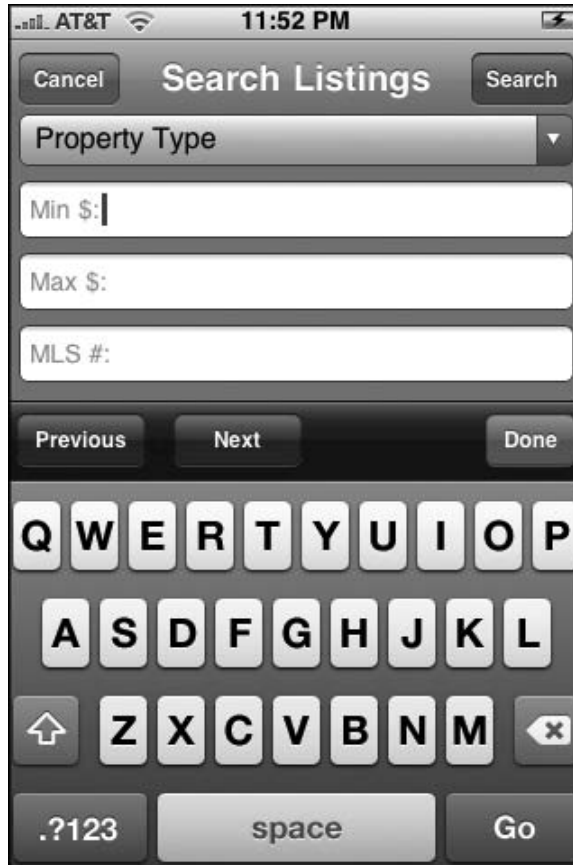 AT&T 11:52 PM
Cancel Search Listings Search
Property Type
Min $:
Max $:
MLS #:
Previous Next Done
Q W E R T Y U I O P
A S D F G H J K L
Z X C V B N M
.?123 space Go